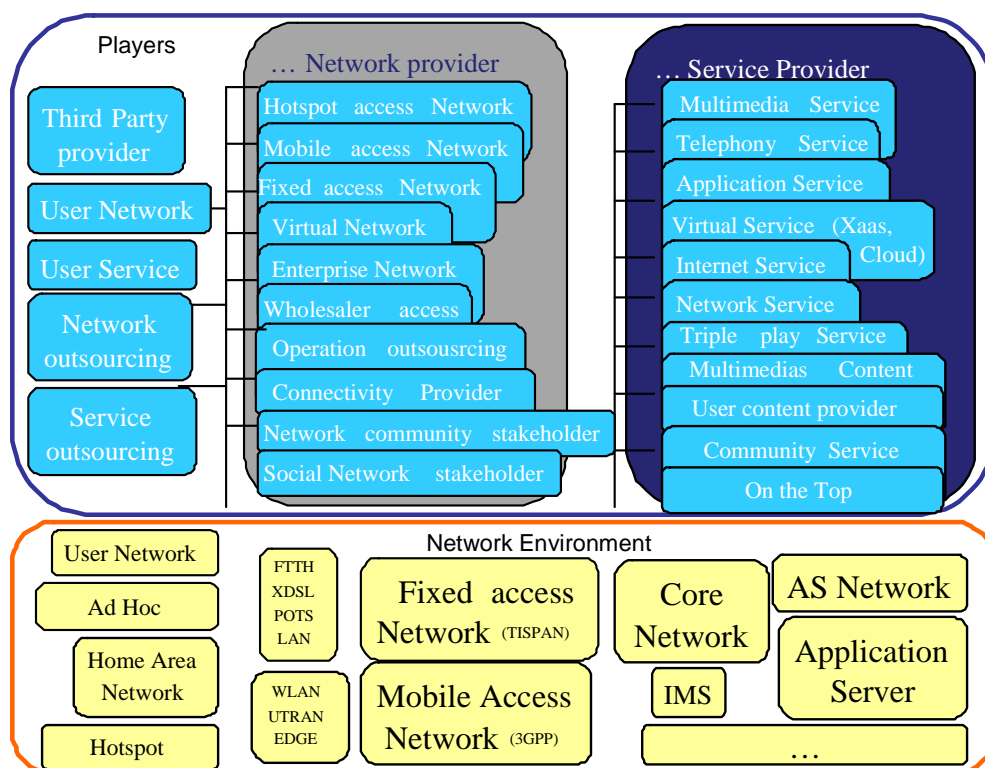 Players
Third Party
provider
User Network
User Service
Network
outsourcing
Service
outsourcing
… Network provider
Hotspot access Network
Mobile access Network
Fixed access Network
Virtual Network
Enterprise Network
Wholesaler access
Operation outsousrcing
Connectivity Provider
Network community stakeholder
Social Network stakeholder
… Service Provider
Multimedia Service
Telephony Service
Application Service
Virtual Service (Xaas,
Cloud)
Internet Service
Network Service
Triple play Service
Multimedias Content
User content provider
Community Service
On the Top
Network Environment
User Network
Ad Hoc
Home Area
Network
Hotspot
FTTH
XDSL
POTS
LAN
WLAN
UTRAN
EDGE
Fixed access
Network (TISPAN)
Mobile Access
Network (3GPP)
Core
Network
IMS
AS Network
Application
Server
…